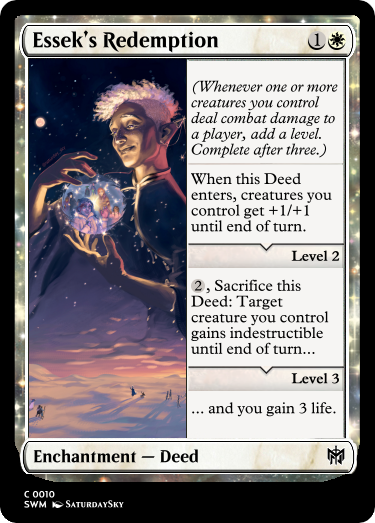 Essek's Redemption 1
(Whenever one or more
creatures you control
deal combat damage to
a player, add a level.
Complete after three.)
When this Deed
enters, creatures you
control get +1/+1
until end of turn.
Level 2
2, Sacrifice this
Deed: Target
creature you control
gains indestructible
until end of turn...
Level 3
... and you gain 3 life.
Enchantment — Deed
C 0010
SWM SaturdaySky